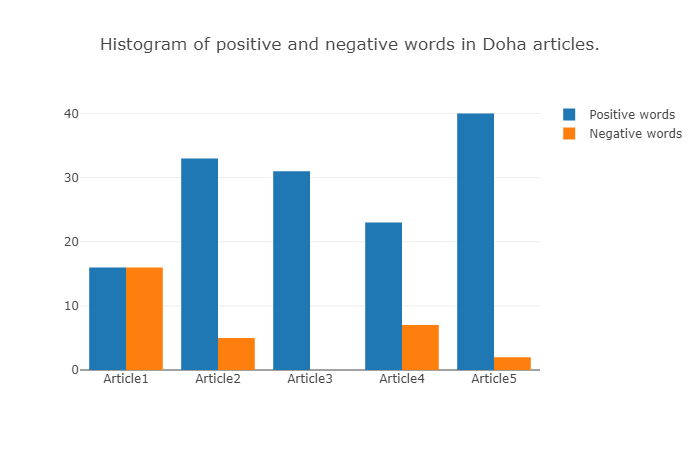 Histogram of positive and negative words in Doha articles.
Positive words
Negative words
40
30
20
10
0
Article1
Article2
Article3
Article4
Article5